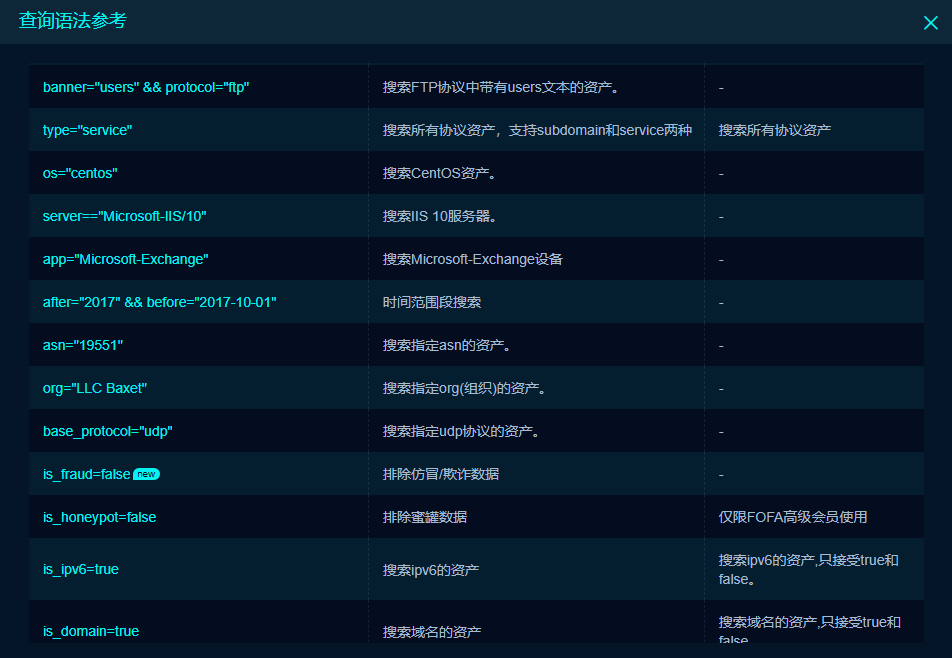 查询语法参考
banner="users" && protocol="ftp" 搜索FTP协议中带有users文本的资产。 -
type="service" 搜索所有协议资产，支持subdomain和service两种 搜索所有协议资产
os="centos" 搜索CentOS资产。 -
server=="Microsoft-IIS/10" 搜索IIS 10服务器。 -
app="Microsoft-Exchange" 搜索Microsoft-Exchange设备 -
after="2017" && before="2017-10-01" 时间范围段搜索 -
asn="19551" 搜索指定asn的资产。 -
org="LLC Baxet" 搜索指定org(组织)的资产。 -
base_protocol="udp" 搜索指定udp协议的资产。 -
is_fraud=false new 排除仿冒/欺诈数据 -
is_honeypot=false 排除蜜罐数据 仅限FOFA高级会员使用
is_ipv6=true 搜索ipv6的资产 搜索ipv6的资产,只接受true和
false。
is_domain=true 搜索域名的资产 搜索域名的资产,只接受true和
false